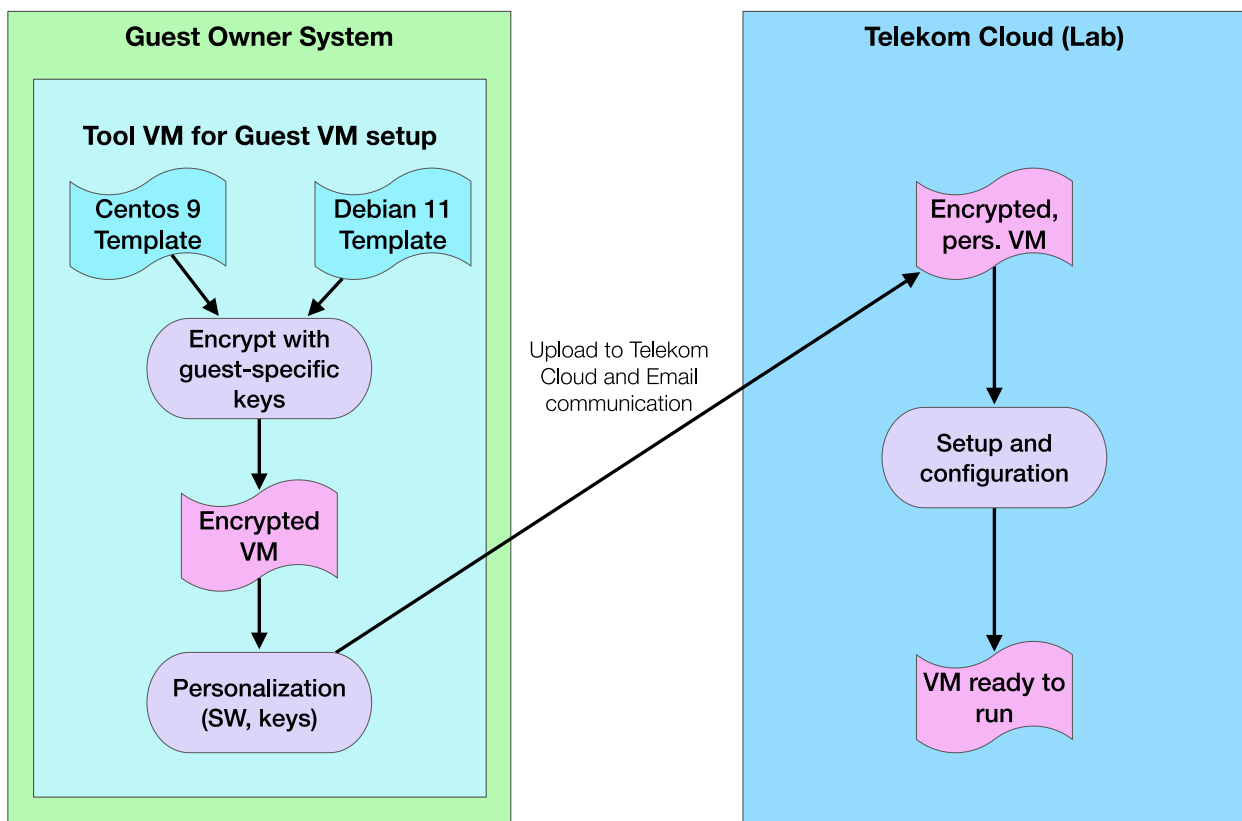 Guest Owner System
Tool VM for Guest VM setup
Centos 9
Template
Debian 11
Template
Encrypt with
guest-specific
keys
Encrypted
VM
Personalization
(SW, keys)
Upload to Telekom
Cloud and Email
communication
Telekom Cloud (Lab)
Encrypted,
pers. VM
Setup and
configuration
VM ready to
run